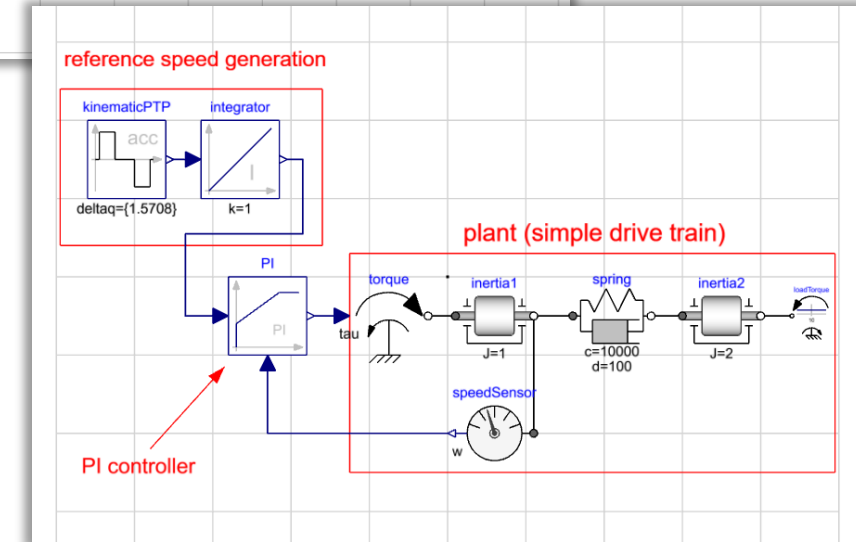 reference speed generation
kinematicPTP
integrator
acc
I
deltaq={1.5708}
k=1
plant (simple drive train)
PI
torque
inertia1
spring
inertia2
loadTorque
PI
tau
J=1
c=10000
d=100
J=2
speedSensor
w
PI controller